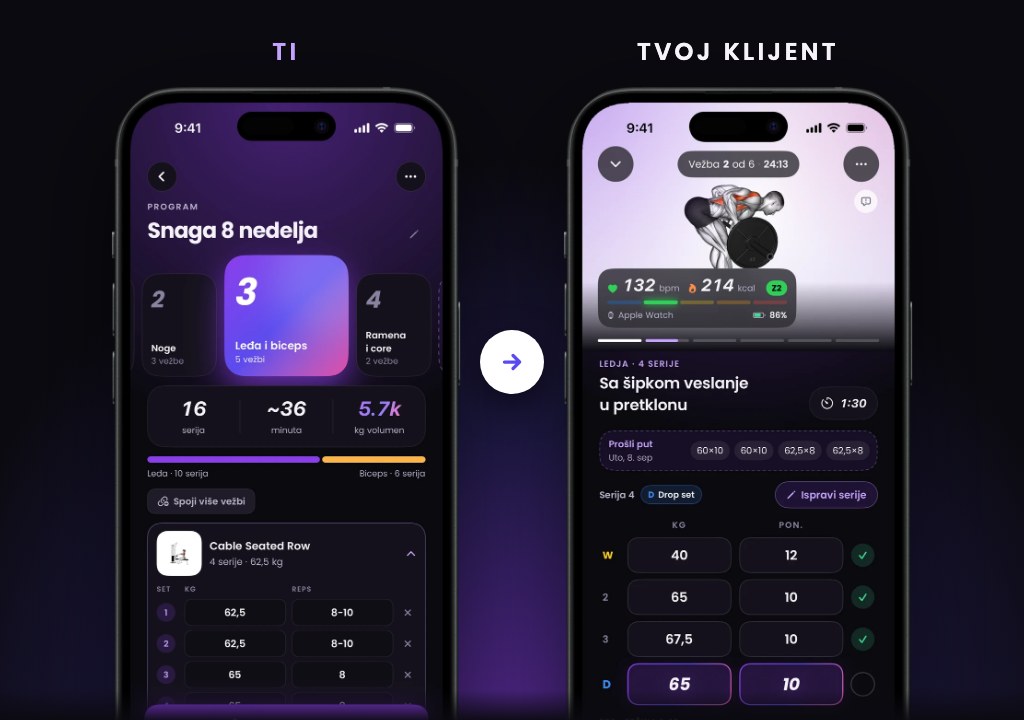 TI
9:41
PROGRAM
Snaga 8 nedelja
2
Noge
3 vežbe
3
Leđa i biceps
5 vežbi
4
Ramena
i core
2 vežbe
16
serija
~36
minuta
5.7k
kg volumen
Leđa · 10 serija
Biceps · 6 serija
Spoji više vežbi
Cable Seated Row
4 serije · 62,5 kg
SET KG REPS
1 62,5 8-10
2 62,5 8-10
3 65 8
TVOJ KLIJENT
9:41
Vežba 2 od 6 · 24:13
132 bpm 214 kcal Z2
Apple Watch 86%
LEDJA · 4 SERIJE
Sa šipkom veslanje
u pretklonu
1:30
Prošli put
Uto, 8. sep
60×10 60×10 62,5×8 62,5×8
Serija 4 D Drop set Ispravi serije
KG PON.
W 40 12
2 65 10
3 67,5 10
D 65 10